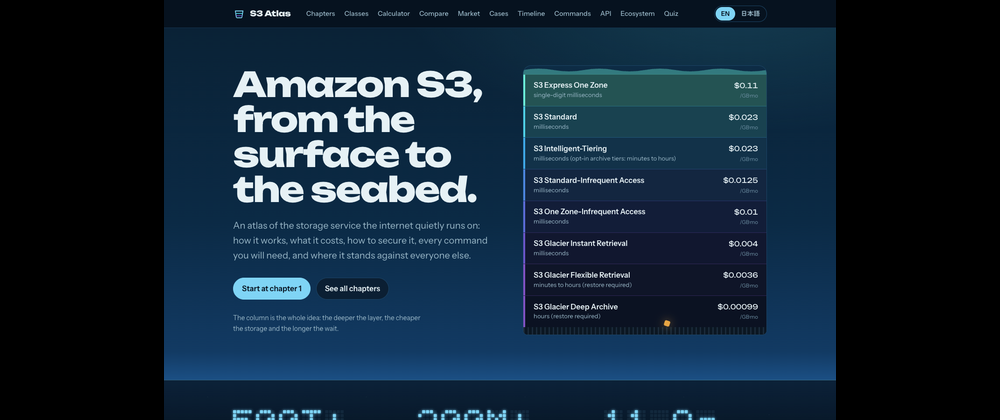 S3 Atlas
Chapters Classes Calculator Compare Market Cases Timeline Commands API Ecosystem Quiz
EN 日本語
Amazon S3,
from the
surface to
the seabed.
An atlas of the storage service the internet quietly runs on:
how it works, what it costs, how to secure it, every command
you will need, and where it stands against everyone else.
Start at chapter 1
See all chapters
The column is the whole idea: the deeper the layer, the cheaper
the storage and the longer the wait.
S3 Express One Zone $0.11
single-digit milliseconds /GBmo
S3 Standard $0.023
milliseconds /GBmo
S3 Intelligent-Tiering $0.023
milliseconds (opt-in archive tiers: minutes to hours) /GBmo
S3 Standard-Infrequent Access $0.0125
milliseconds /GBmo
S3 One Zone-Infrequent Access $0.01
milliseconds /GBmo
S3 Glacier Instant Retrieval $0.004
milliseconds /GBmo
S3 Glacier Flexible Retrieval $0.0036
minutes to hours (restore required) /GBmo
S3 Glacier Deep Archive $0.00099
hours (restore required) /GBmo